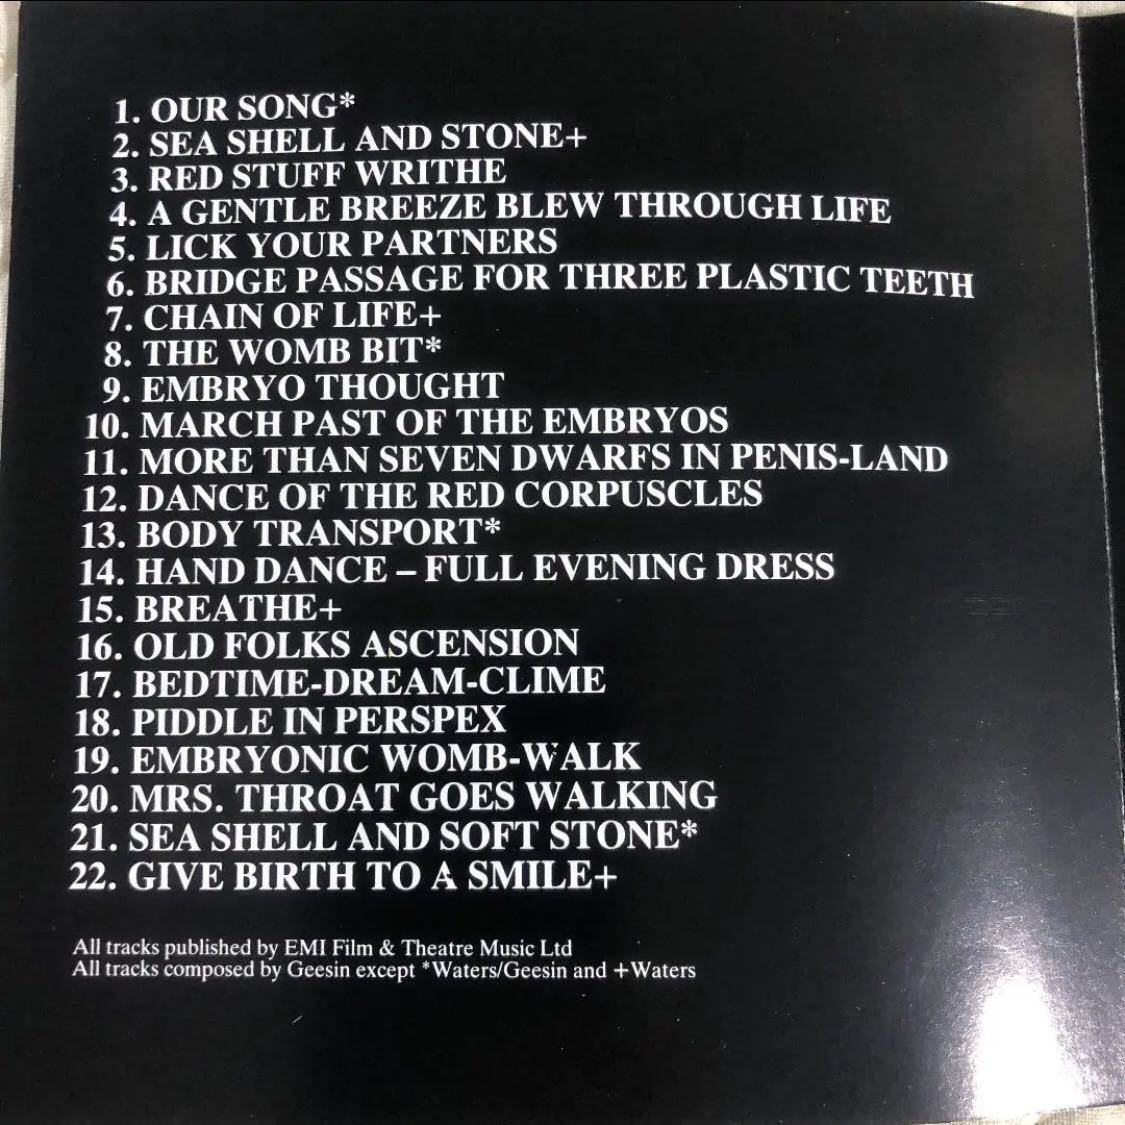 1. OUR SONG*
2. SEA SHELL AND STONE+
3. RED STUFF WRITHE
4. A GENTLE BREEZE BLEW THROUGH LIFE
5. LICK YOUR PARTNERS
6. BRIDGE PASSAGE FOR THREE PLASTIC TEETH
7. CHAIN OF LIFE+
8. THE WOMB BIT*
9. EMBRYO THOUGHT
10. MARCH PAST OF THE EMBRYOS
11. MORE THAN SEVEN DWARFS IN PENIS-LAND
12. DANCE OF THE RED CORPUSCLES
13. BODY TRANSPORT*
14. HAND DANCE – FULL EVENING DRESS
15. BREATHE+
16. OLD FOLKS ASCENSION
17. BEDTIME-DREAM-CLIME
18. PIDDLE IN PERSPEX
19. EMBRYONIC WOMB-WALK
20. MRS. THROAT GOES WALKING
21. SEA SHELL AND SOFT STONE*
22. GIVE BIRTH TO A SMILE+
All tracks published by EMI Film & Theatre Music Ltd
All tracks composed by Geesin except *Waters/Geesin and +Waters